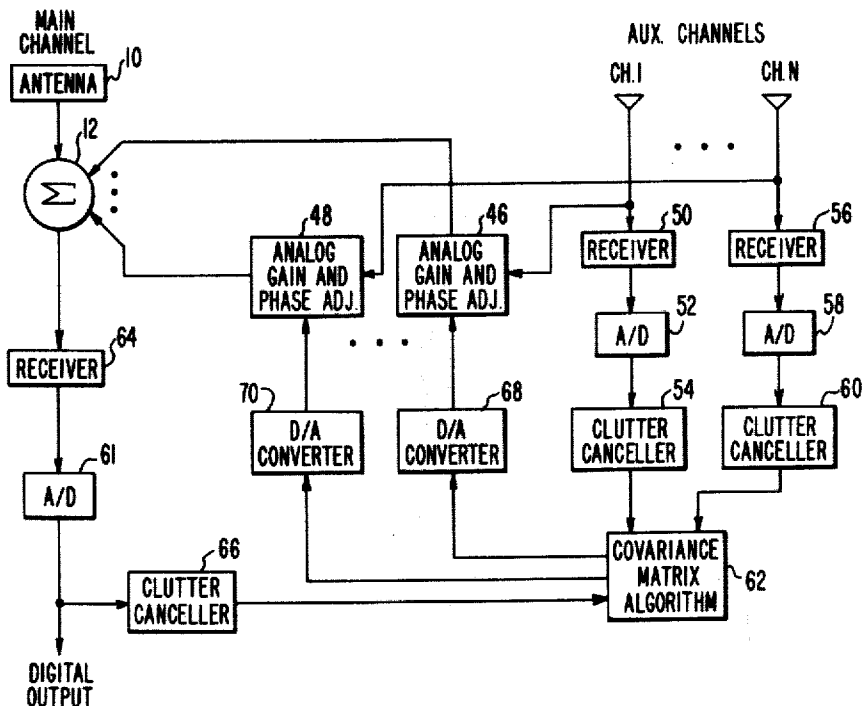 MAIN
CHANNEL
ANTENNA
10
12
Σ
AUX. CHANNELS
CH.1
CH.N
48
ANALOG
GAIN AND
PHASE ADJ.
46
ANALOG
GAIN AND
PHASE ADJ.
50
RECEIVER
56
RECEIVER
52
A/D
58
A/D
64
RECEIVER
70
D/A
CONVERTER
68
D/A
CONVERTER
54
CLUTTER
CANCELLER
60
CLUTTER
CANCELLER
61
A/D
66
CLUTTER
CANCELLER
COVARIANCE
MATRIX
ALGORITHM
62
DIGITAL
OUTPUT